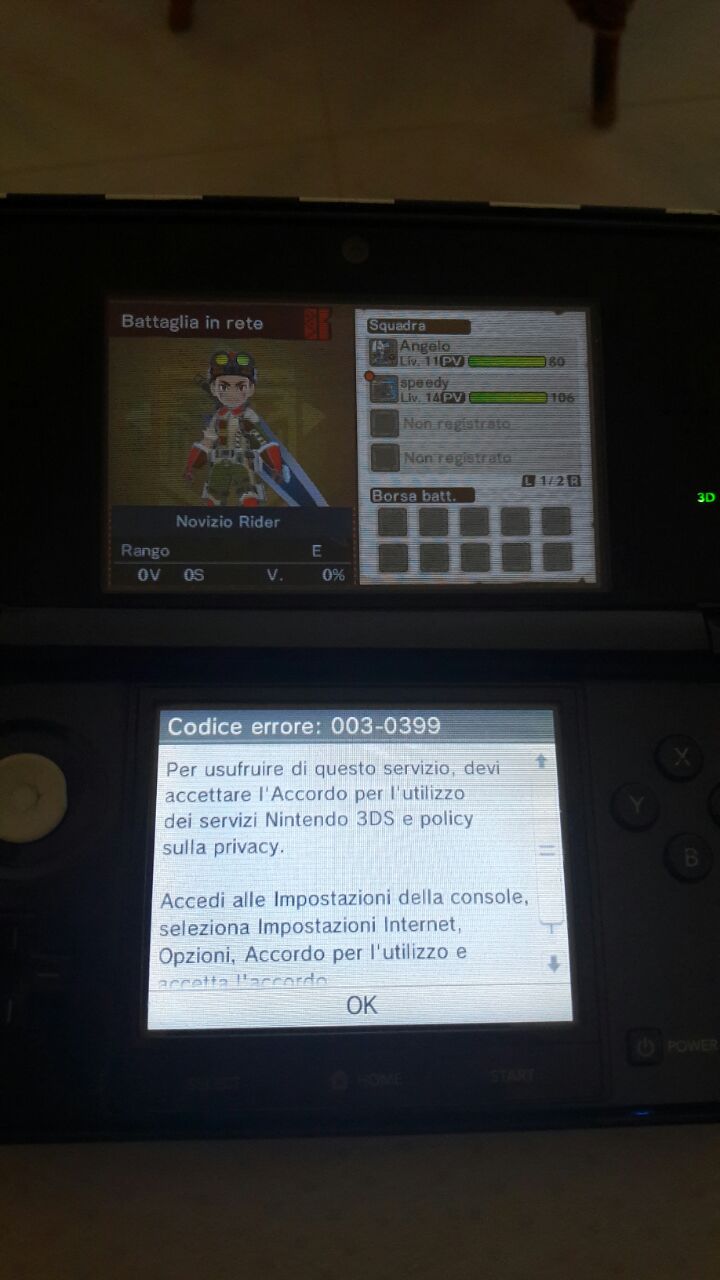 Battaglia in rete
Novizio Rider
Rango E
0V 0S V. 0%
Squadra
Angelo
Liv. 11 PV 80
speedy
Liv. 14 PV 106
Non registrato
Non registrato
L 1/2 R
Borsa batt.
3D
Codice errore: 003-0399
Per usufruire di questo servizio, devi
accettare l'Accordo per l'utilizzo
dei servizi Nintendo 3DS e policy
sulla privacy.
Accedi alle Impostazioni della console,
seleziona Impostazioni Internet,
Opzioni, Accordo per l'utilizzo e
accetta l'accordo
OK
X
Y
B
POWER
SELECT
HOME
START